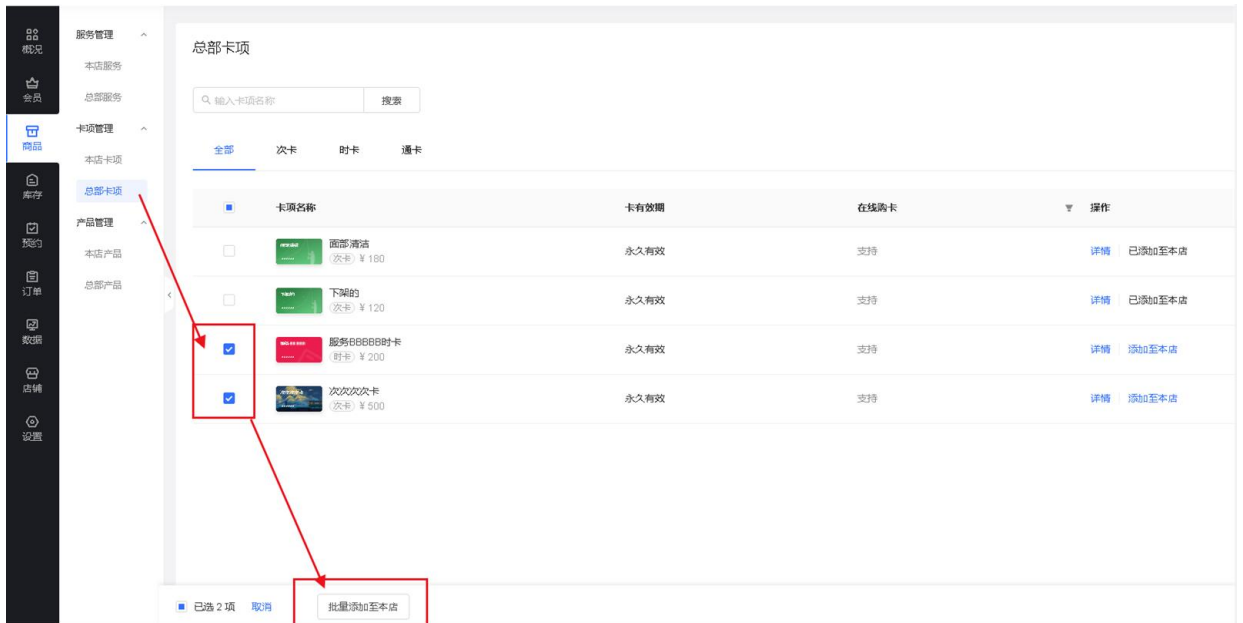 概况
会员
商品
库存
预约
订单
数据
店铺
设置
服务管理
本店服务
总部服务
卡项管理
本店卡项
总部卡项
产品管理
本店产品
总部产品
总部卡项
输入卡项名称 搜索
全部 次卡 时卡 通卡
卡项名称 卡有效期 在线购卡 操作
面部清洁
次卡 ¥ 180
永久有效 支持 详情 已添加至本店
下架的
次卡 ¥ 120
永久有效 支持 详情 已添加至本店
服务BBBBB时卡
时卡 ¥ 200
永久有效 支持 详情 添加至本店
次次次次卡
次卡 ¥ 500
永久有效 支持 详情 添加至本店
已选 2 项 取消 批量添加至本店